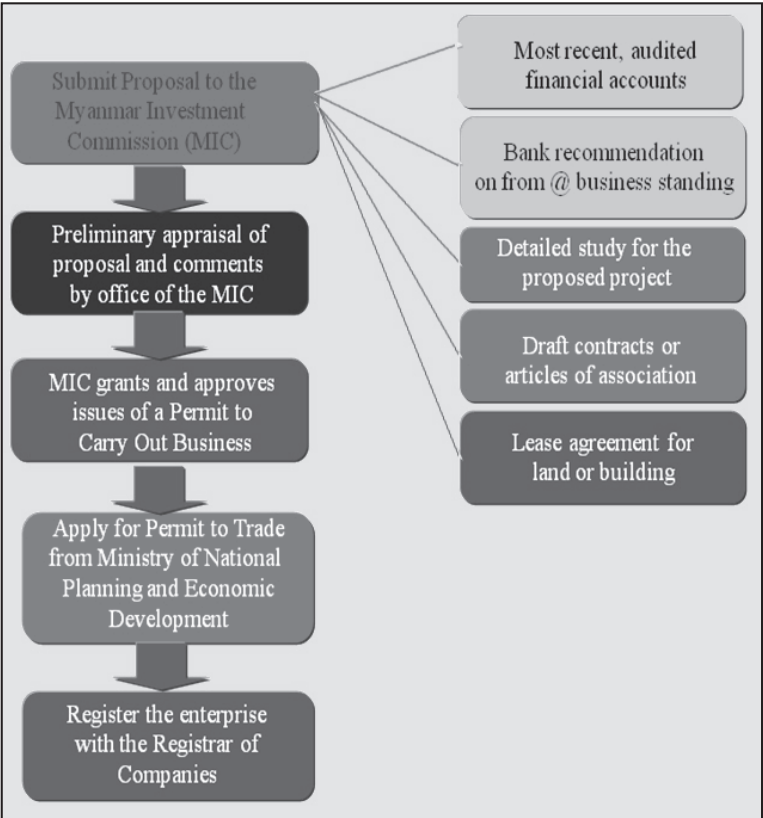 Submit Proposal to the
Myanmar Investment
Commission (MIC)
Preliminary appraisal of
proposal and comments
by office of the MIC
MIC grants and approves
issues of a Permit to
Carry Out Business
Apply for Permit to Trade
from Ministry of National
Planning and Economic
Development
Register the enterprise
with the Registrar of
Companies
Most recent, audited
financial accounts
Bank recommendation
on from @ business standing
Detailed study for the
proposed project
Draft contracts or
articles of association
Lease agreement for
land or building